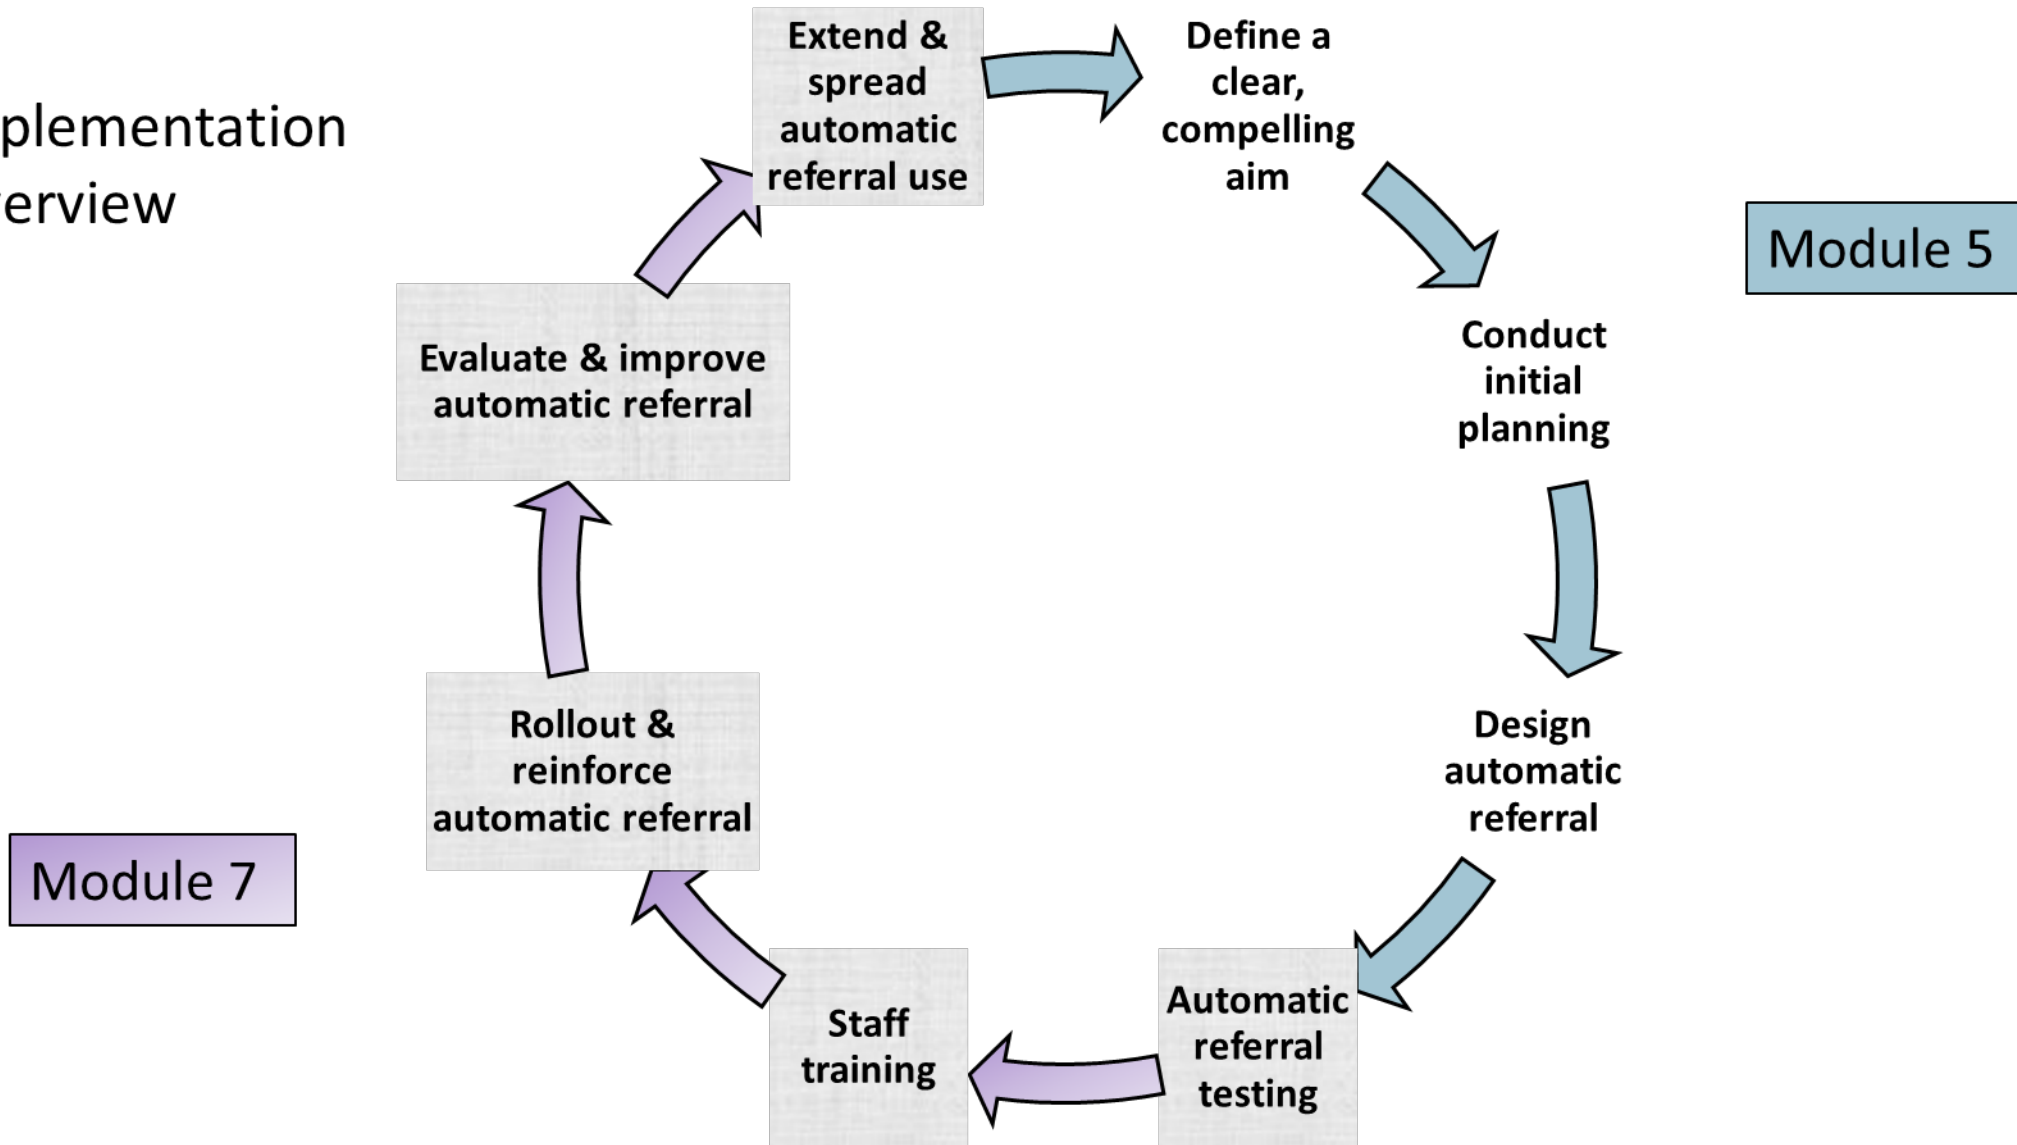 plementation
erview
Extend &
spread
automatic
referral use
Define a
clear,
compelling
aim
Module 5
Conduct
initial
planning
Design
automatic
referral
Automatic
referral
testing
Staff
training
Module 7
Rollout &
reinforce
automatic referral
Evaluate & improve
automatic referral